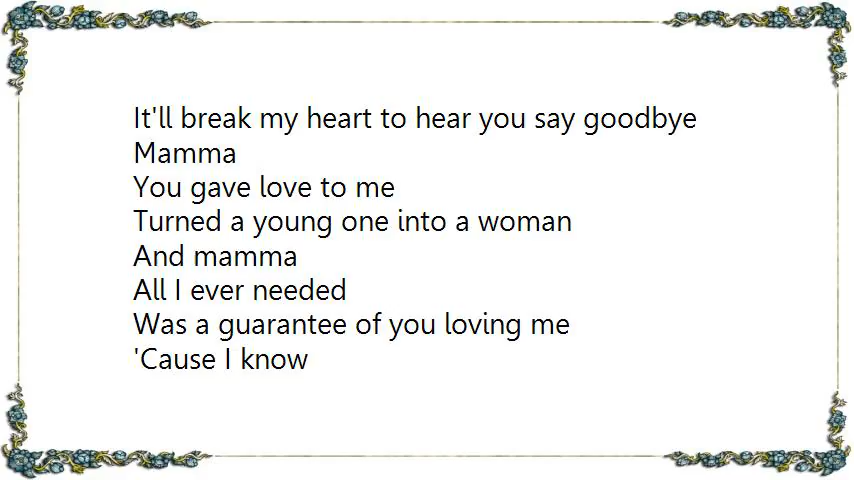 It'll break my heart to hear you say goodbye
Mamma
You gave love to me
Turned a young one into a woman
And mamma
All I ever needed
Was a guarantee of you loving me
'Cause I know